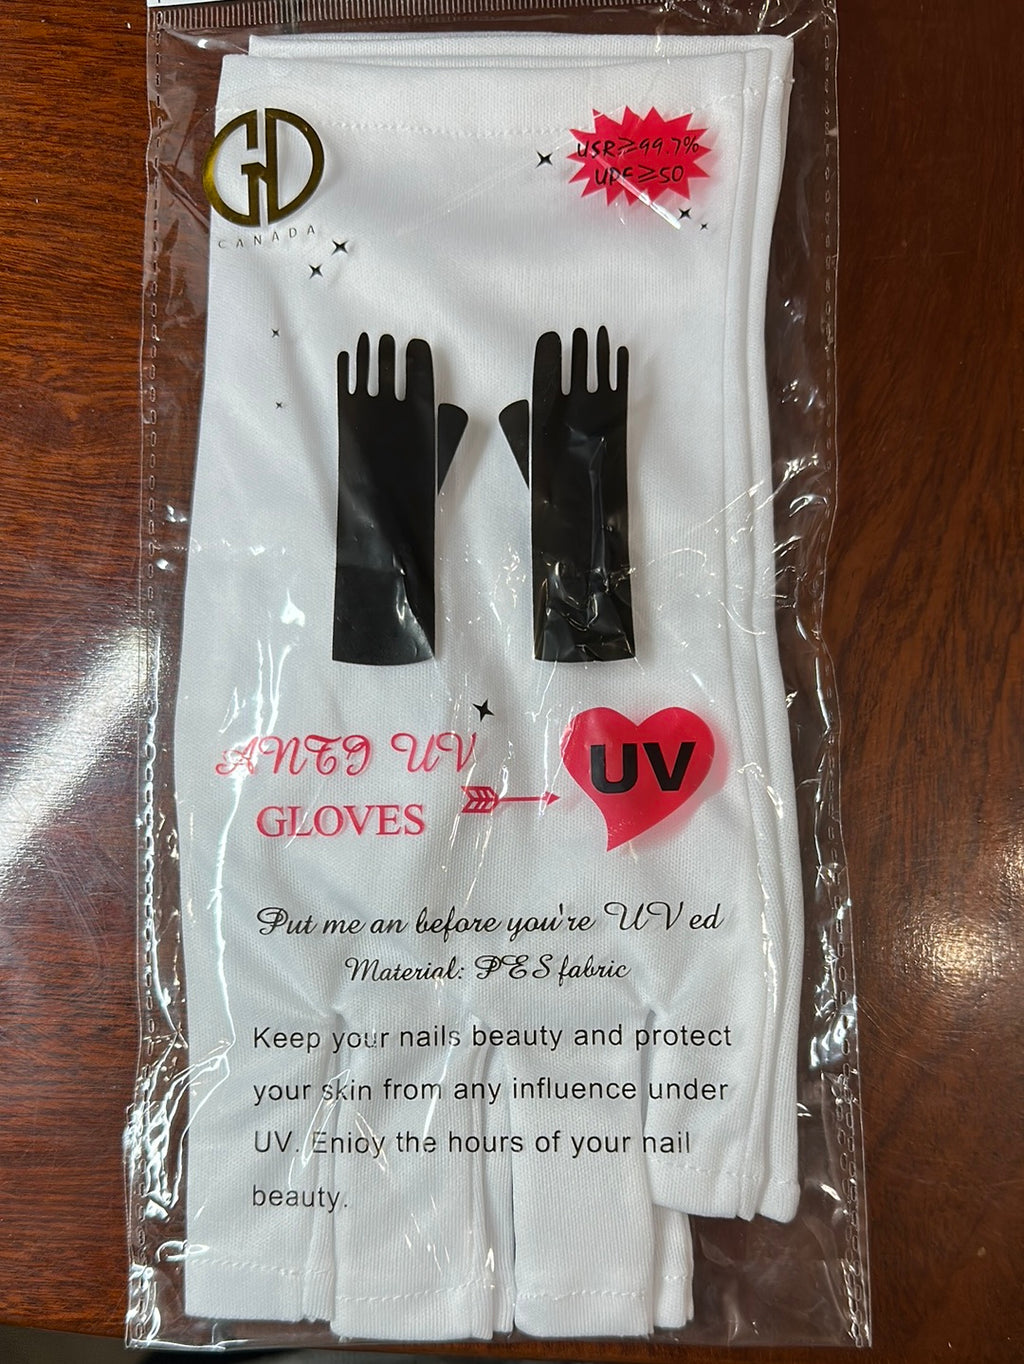 GD
CANADA
USR≥99.7%
UPF≥50
ANTI UV
GLOVES
UV
Put me an before you're UV ed
Material: PES fabric
Keep your nails beauty and protect
your skin from any influence under
UV. Enjoy the hours of your nail
beauty.